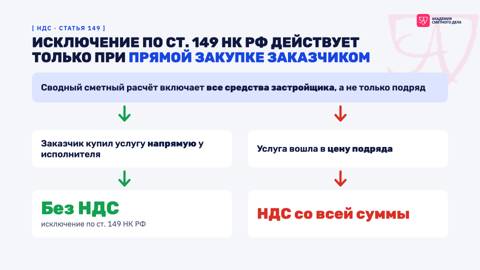 [ НДС · СТАТЬЯ 149 ]
АКАДЕМИЯ
СМЕТНОГО ДЕЛА
ИСКЛЮЧЕНИЕ ПО СТ. 149 НК РФ ДЕЙСТВУЕТ
ТОЛЬКО ПРИ ПРЯМОЙ ЗАКУПКЕ ЗАКАЗЧИКОМ
Сводный сметный расчёт включает все средства застройщика, а не только подряд
Заказчик купил услугу напрямую у
исполнителя
Услуга вошла в цену подряда
Без НДС
исключение по ст. 149 НК РФ
НДС со всей суммы